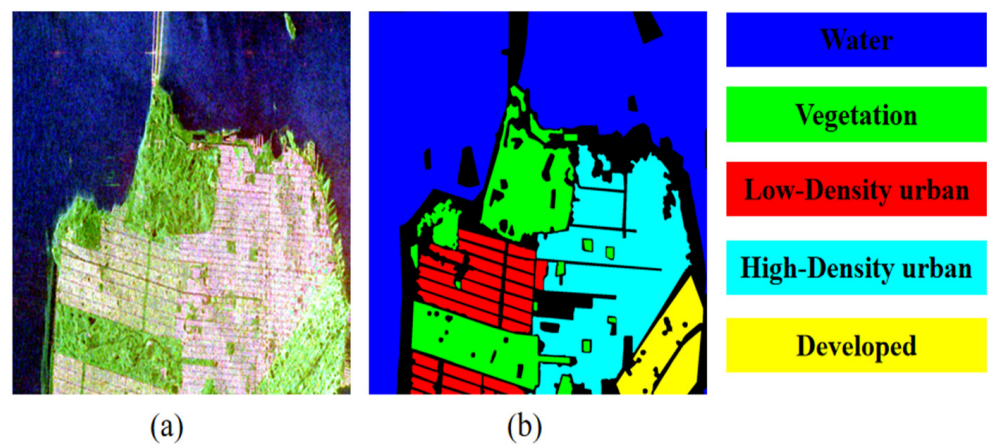 Water
Vegetation
Low-Density urban
High-Density urban
Developed
(a)
(b)